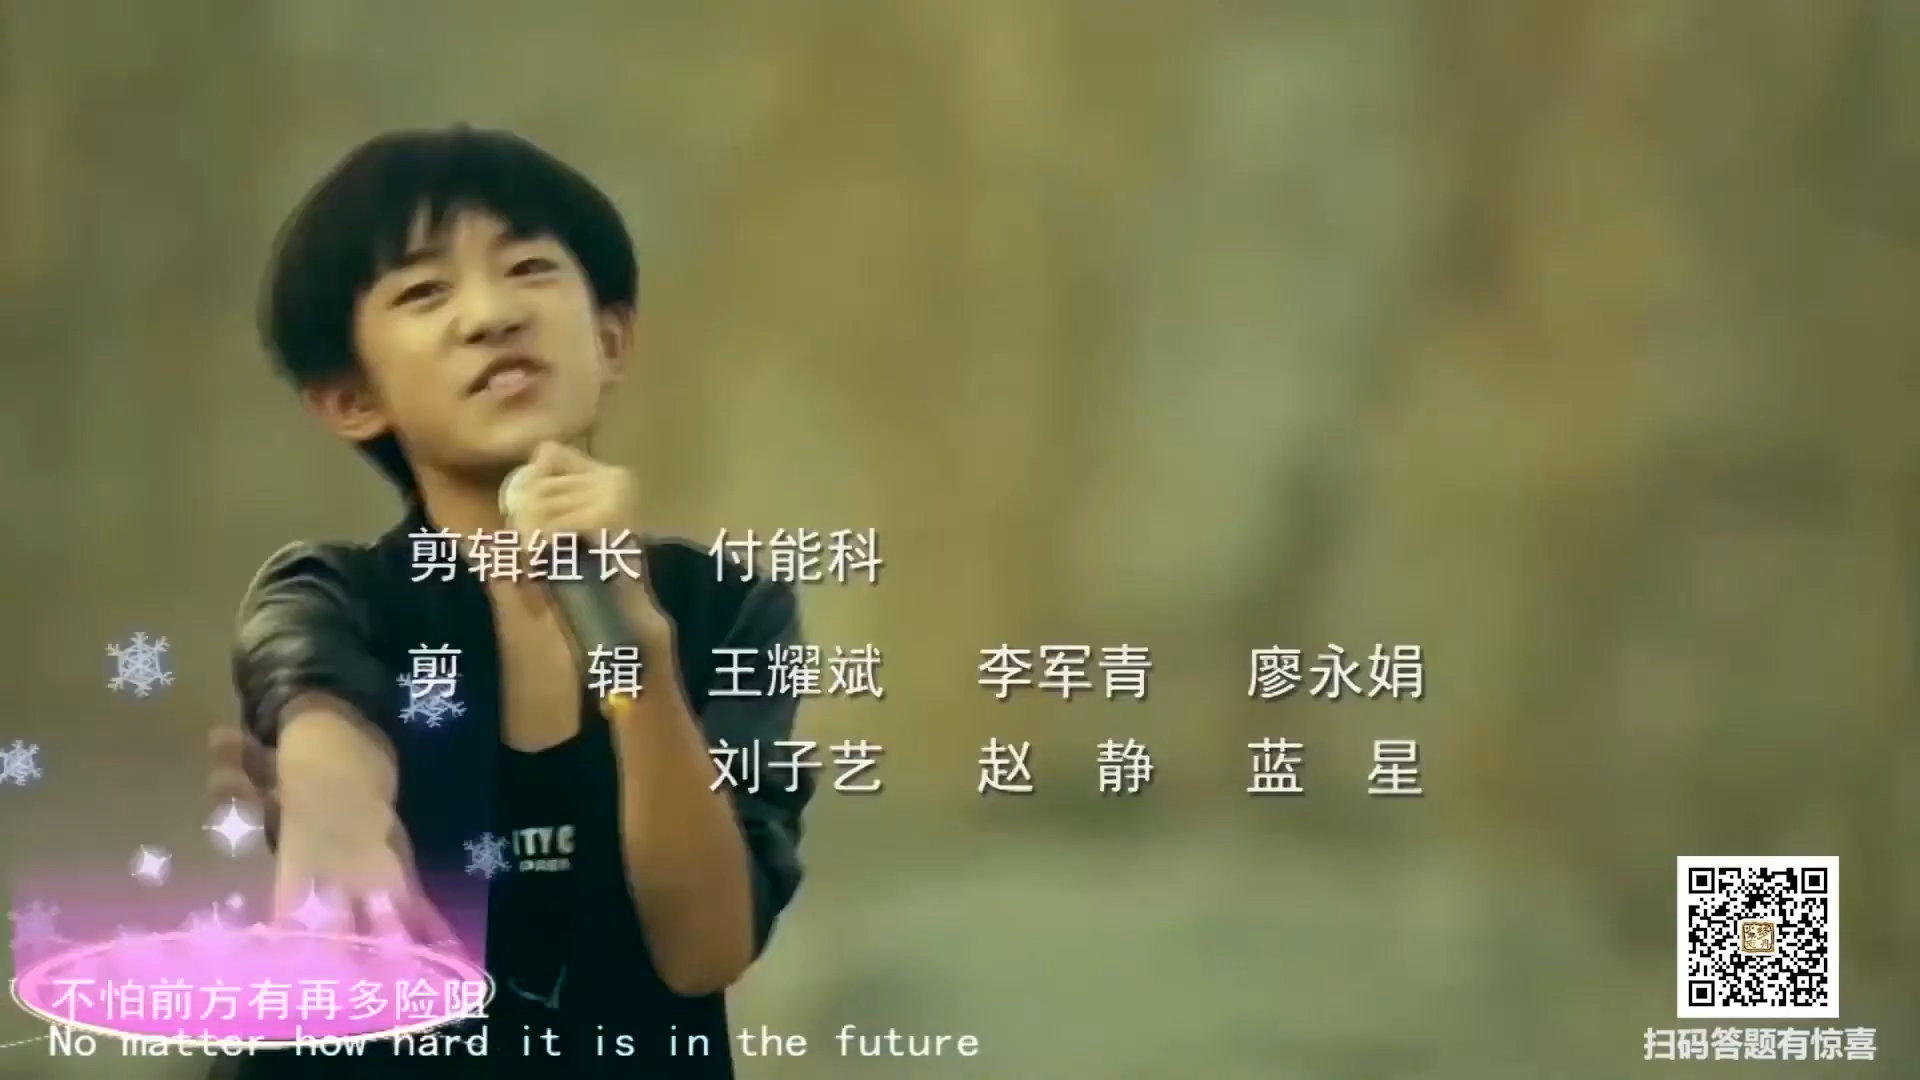 剪辑组长 付能科
剪 辑 王耀斌 李军青 廖永娟
刘子艺 赵 静 蓝 星
ITY C
不怕前方有再多险阻
No matter how hard it is in the future
扫码答题有惊喜